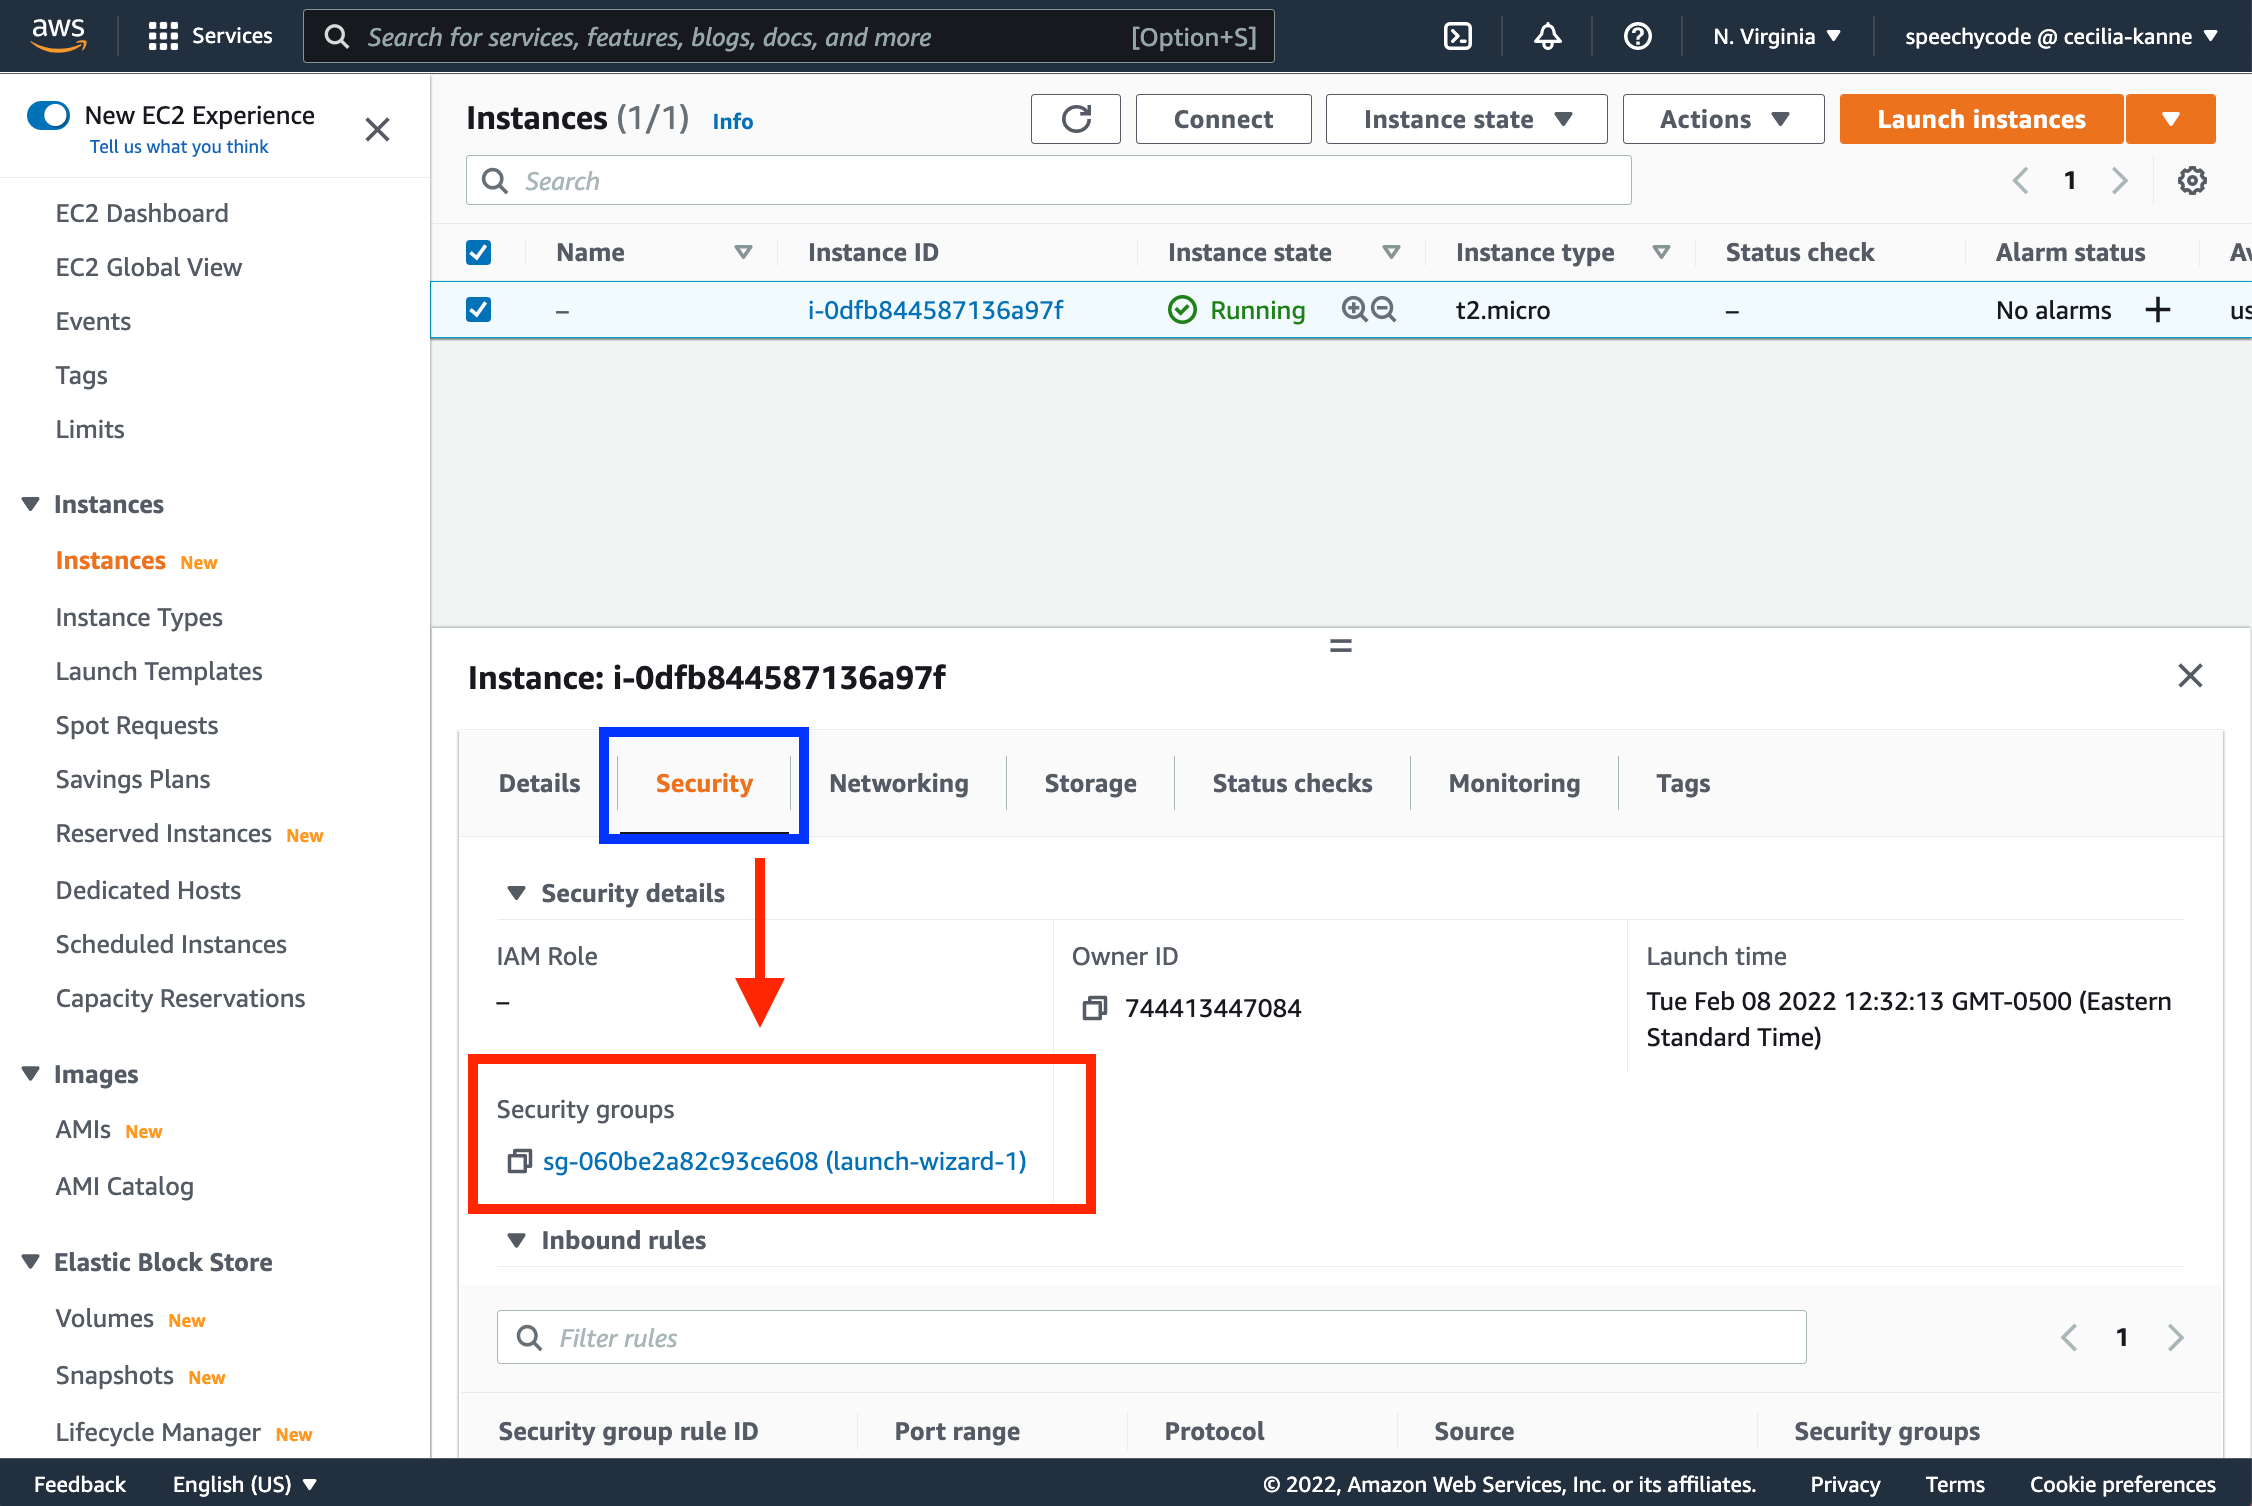 aws
Services
Search for services, features, blogs, docs, and more
[Option+S]
N. Virginia
speechycode @ cecilia-kanne
New EC2 Experience
Tell us what you think
EC2 Dashboard
EC2 Global View
Events
Tags
Limits
Instances
Instances New
Instance Types
Launch Templates
Spot Requests
Savings Plans
Reserved Instances New
Dedicated Hosts
Scheduled Instances
Capacity Reservations
Images
AMIs New
AMI Catalog
Elastic Block Store
Volumes New
Snapshots New
Lifecycle Manager New
Instances (1/1) Info
Connect
Instance state
Actions
Launch instances
Search
1
Name Instance ID Instance state Instance type Status check Alarm status Av
– i-0dfb844587136a97f Running t2.micro – No alarms + us
Instance: i-0dfb844587136a97f
Details Security Networking Storage Status checks Monitoring Tags
Security details
IAM Role
–
Owner ID
744413447084
Launch time
Tue Feb 08 2022 12:32:13 GMT-0500 (Eastern
Standard Time)
Security groups
sg-060be2a82c93ce608 (launch-wizard-1)
Inbound rules
Filter rules
1
Security group rule ID Port range Protocol Source Security groups
Feedback English (US) © 2022, Amazon Web Services, Inc. or its affiliates. Privacy Terms Cookie preferences